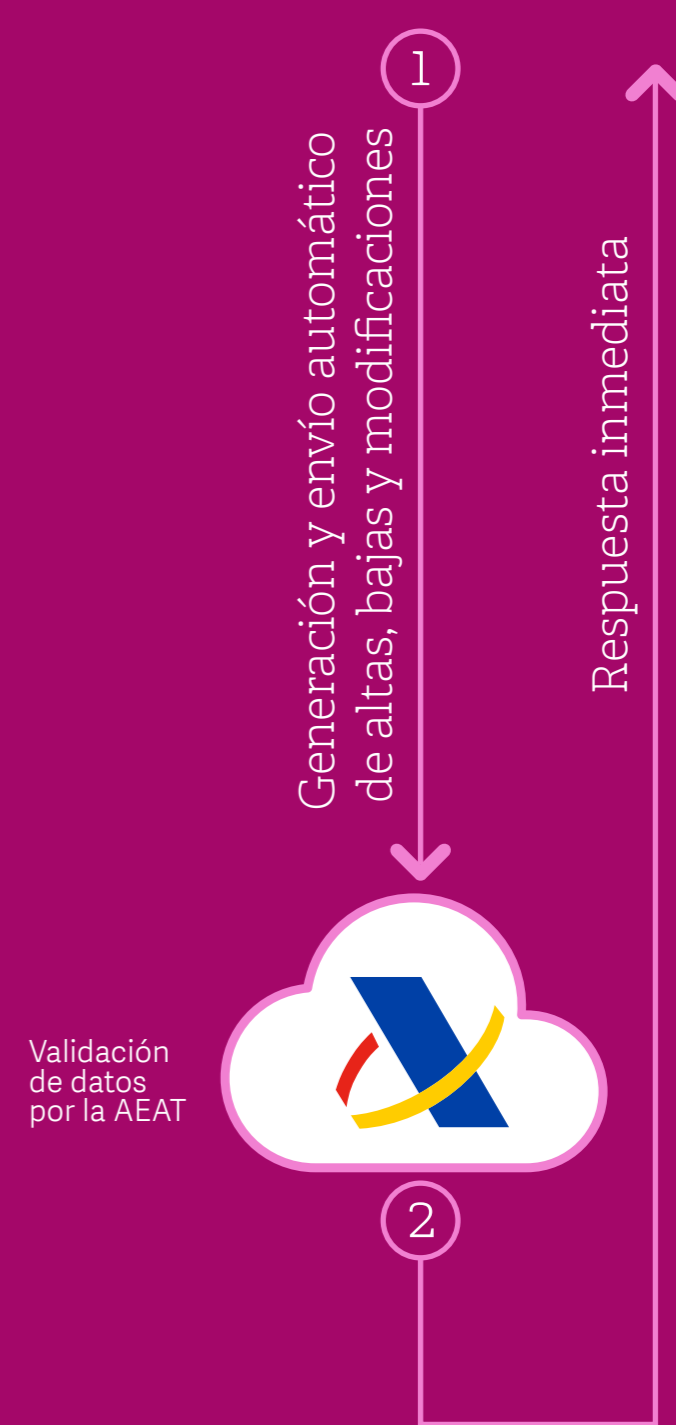 1
Generación y envío automático
de altas, bajas y modificaciones
Respuesta inmediata
Validación
de datos
por la AEAT
2